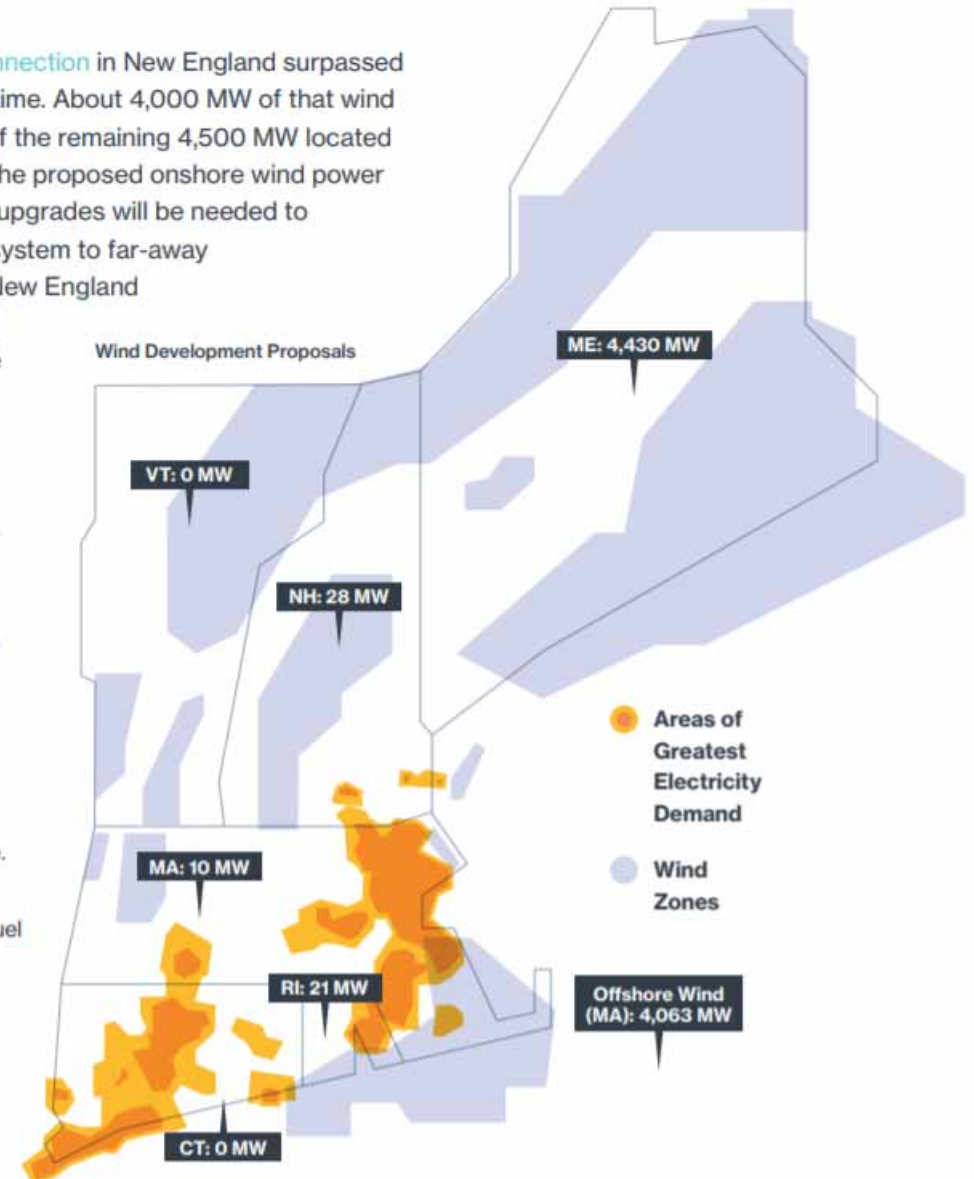 nnection in New England surpassed
ime. About 4,000 MW of that wind
f the remaining 4,500 MW located
he proposed onshore wind power
upgrades will be needed to
ystem to far-away
New England
Wind Development Proposals
ME: 4,430 MW
VT: 0 MW
NH: 28 MW
Areas of
Greatest
Electricity
Demand
Wind
Zones
MA: 10 MW
uel
RI: 21 MW
Offshore Wind
(MA): 4,063 MW
CT: 0 MW